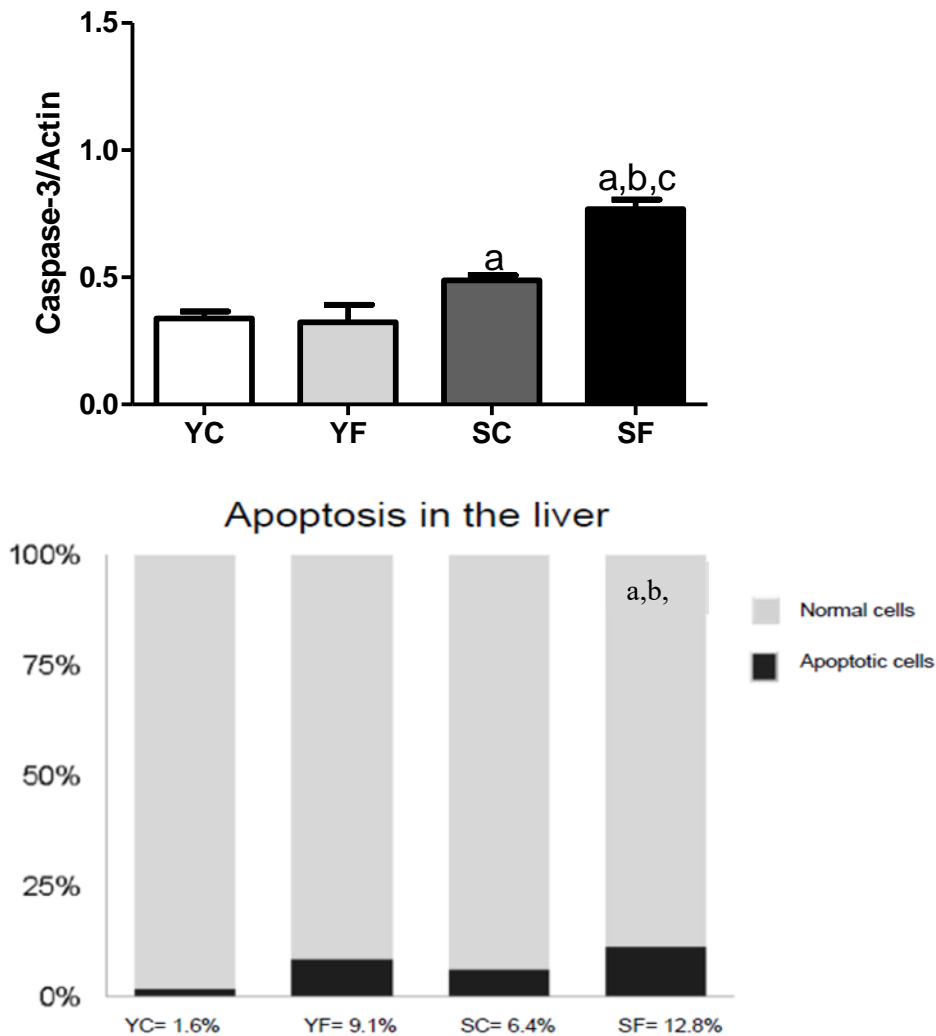 1.5
1.0
0.5
0.0
Caspase-3/Actin
a
a,b,c
YC YF SC SF
Apoptosis in the liver
100%
75%
50%
25%
0%
a,b,
Normal cells
Apoptotic cells
YC= 1.6% YF= 9.1% SC= 6.4% SF= 12.8%